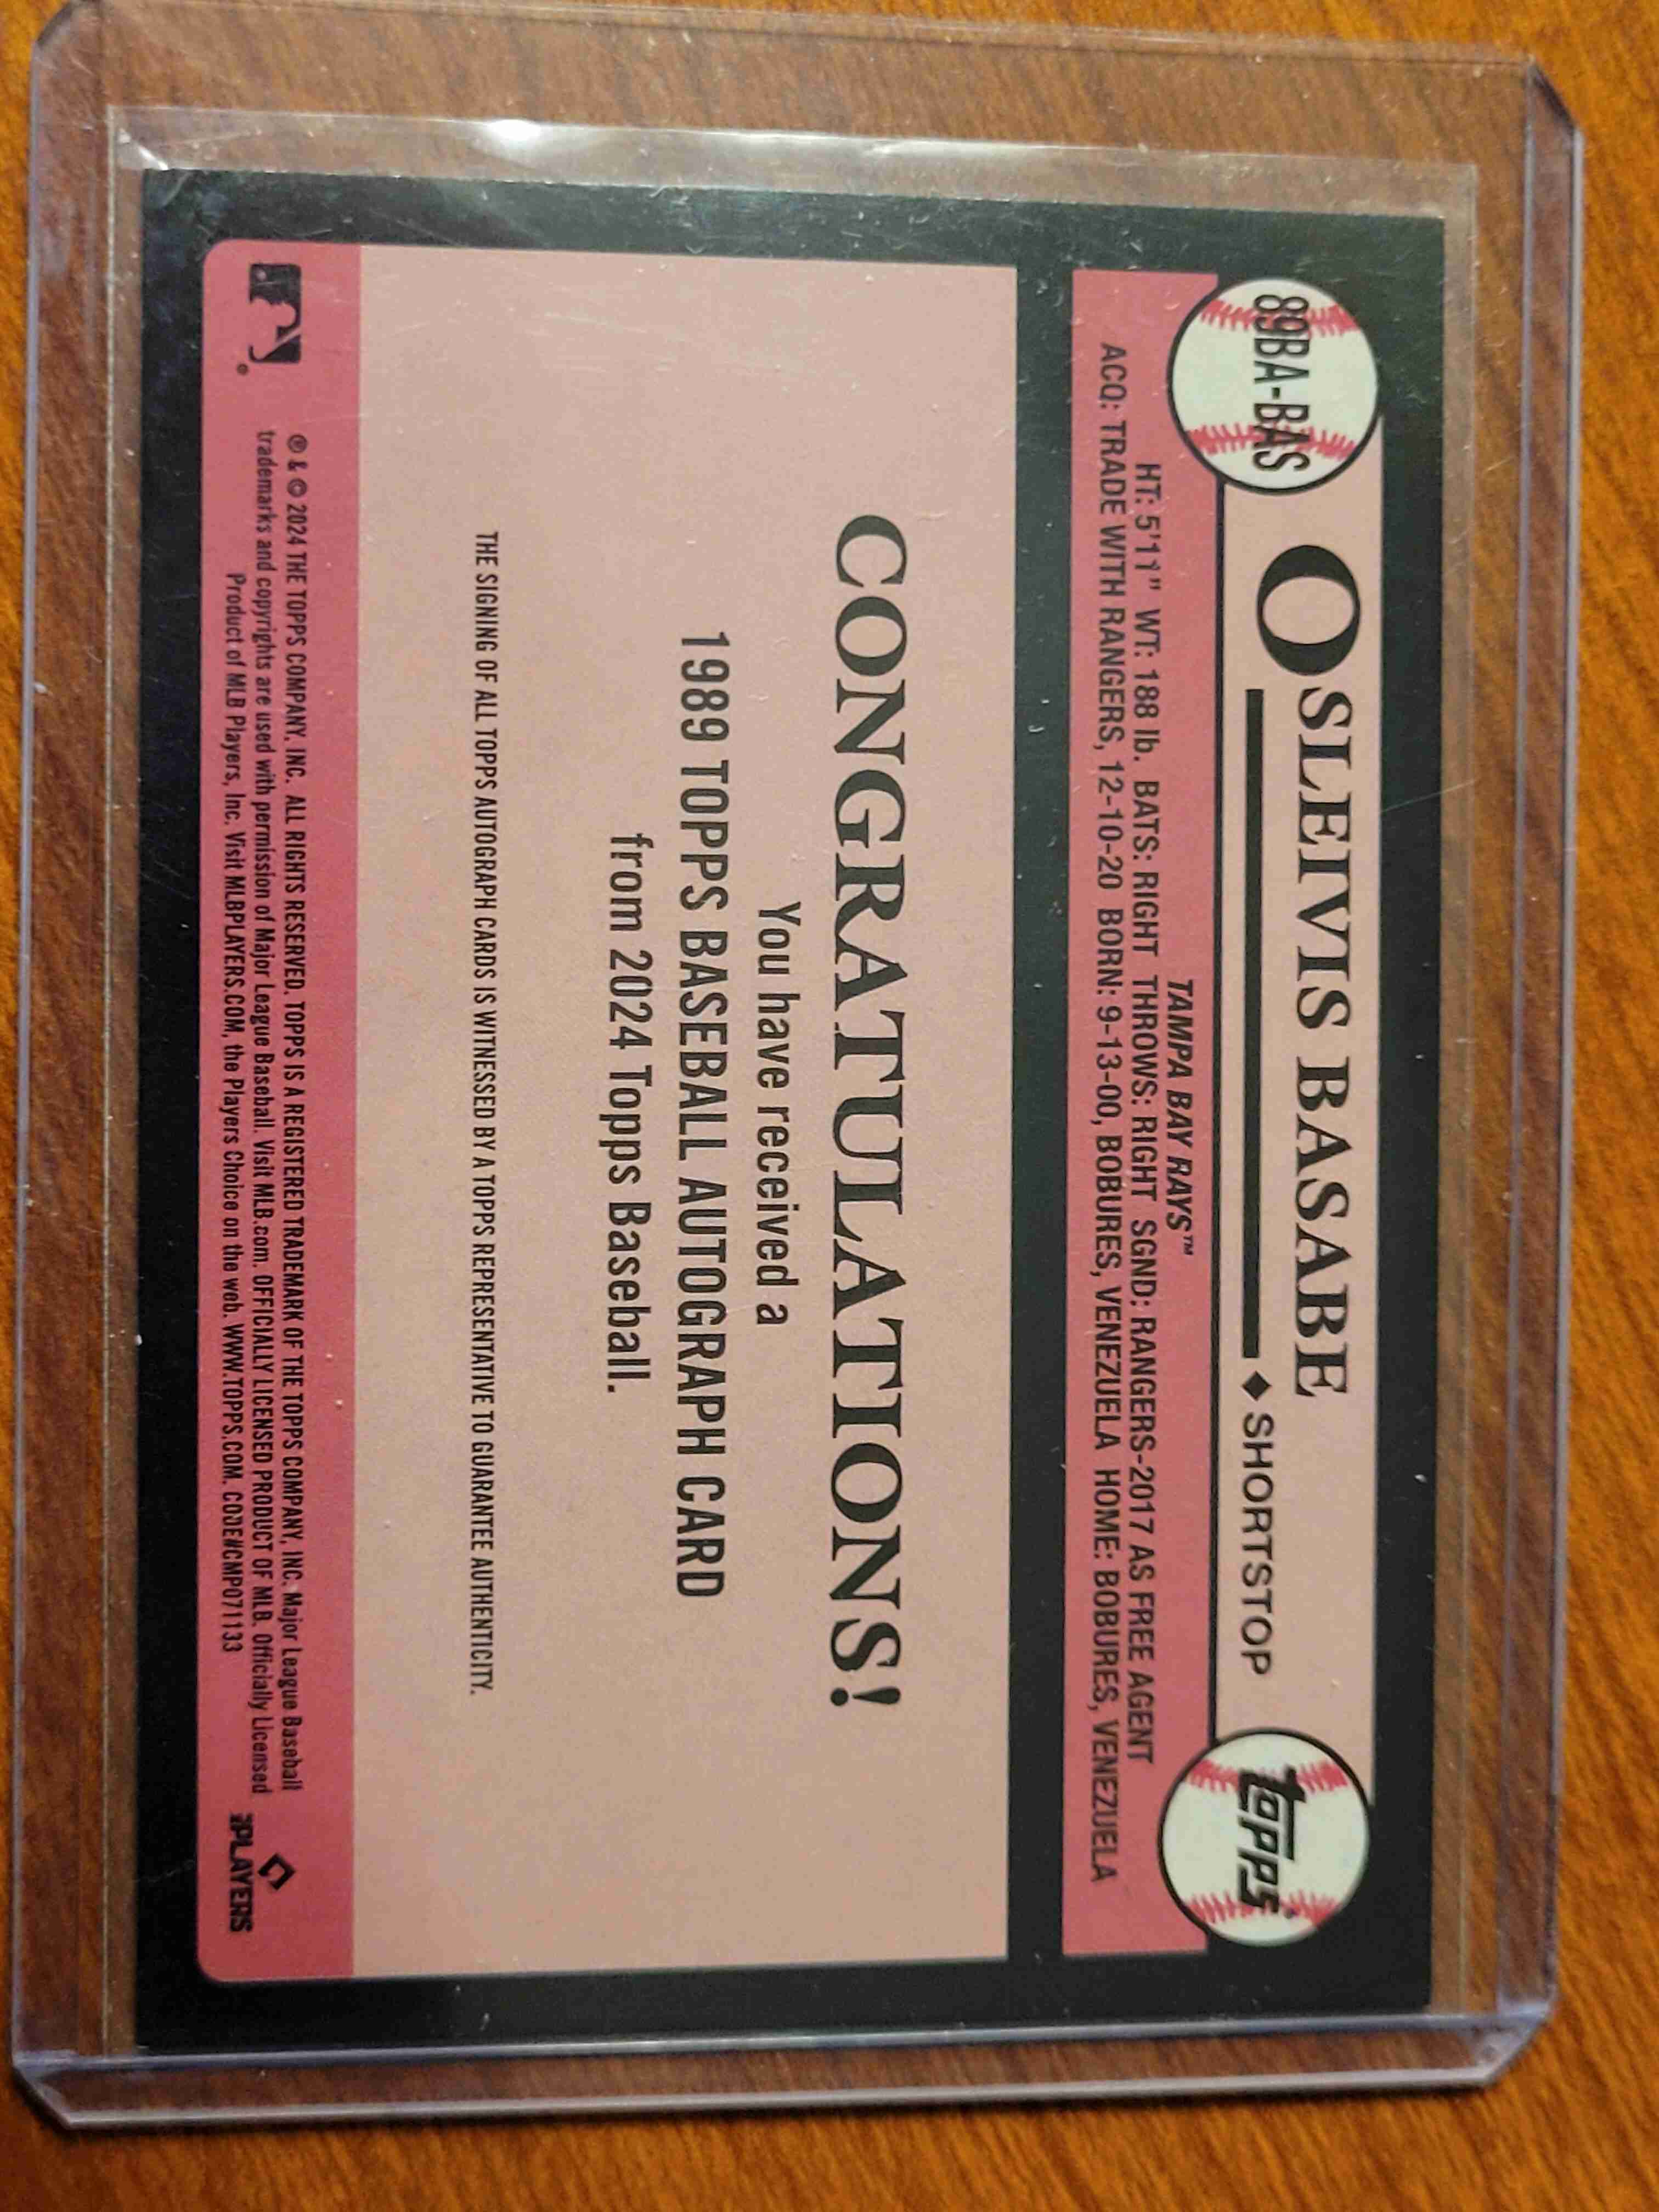 89BA-BAS
OSLEIVIS BASABE
◆ SHORTSTOP
TOPPS®
TAMPA BAY RAYS™
HT: 5'11" WT: 188 lb. BATS: RIGHT THROWS: RIGHT SGND: RANGERS-2017 AS FREE AGENT
ACQ: TRADE WITH RANGERS, 12-10-20 BORN: 9-13-00, BOBURES, VENEZUELA HOME: BOBURES, VENEZUELA
CONGRATULATIONS!
You have received a
1989 TOPPS BASEBALL AUTOGRAPH CARD
from 2024 Topps Baseball.
THE SIGNING OF ALL TOPPS AUTOGRAPH CARDS IS WITNESSED BY A TOPPS REPRESENTATIVE TO GUARANTEE AUTHENTICITY.
® & © 2024 THE TOPPS COMPANY, INC. ALL RIGHTS RESERVED. TOPPS IS A REGISTERED TRADEMARK OF THE TOPPS COMPANY, INC. Major League Baseball
trademarks and copyrights are used with permission of Major League Baseball. Visit MLB.com. OFFICIALLY LICENSED PRODUCT OF MLB. Officially Licensed
Product of MLB Players, Inc. Visit MLBPLAYERS.COM, the Players Choice on the web. WWW.TOPPS.COM. CODE#CMP071133
PLAYERS